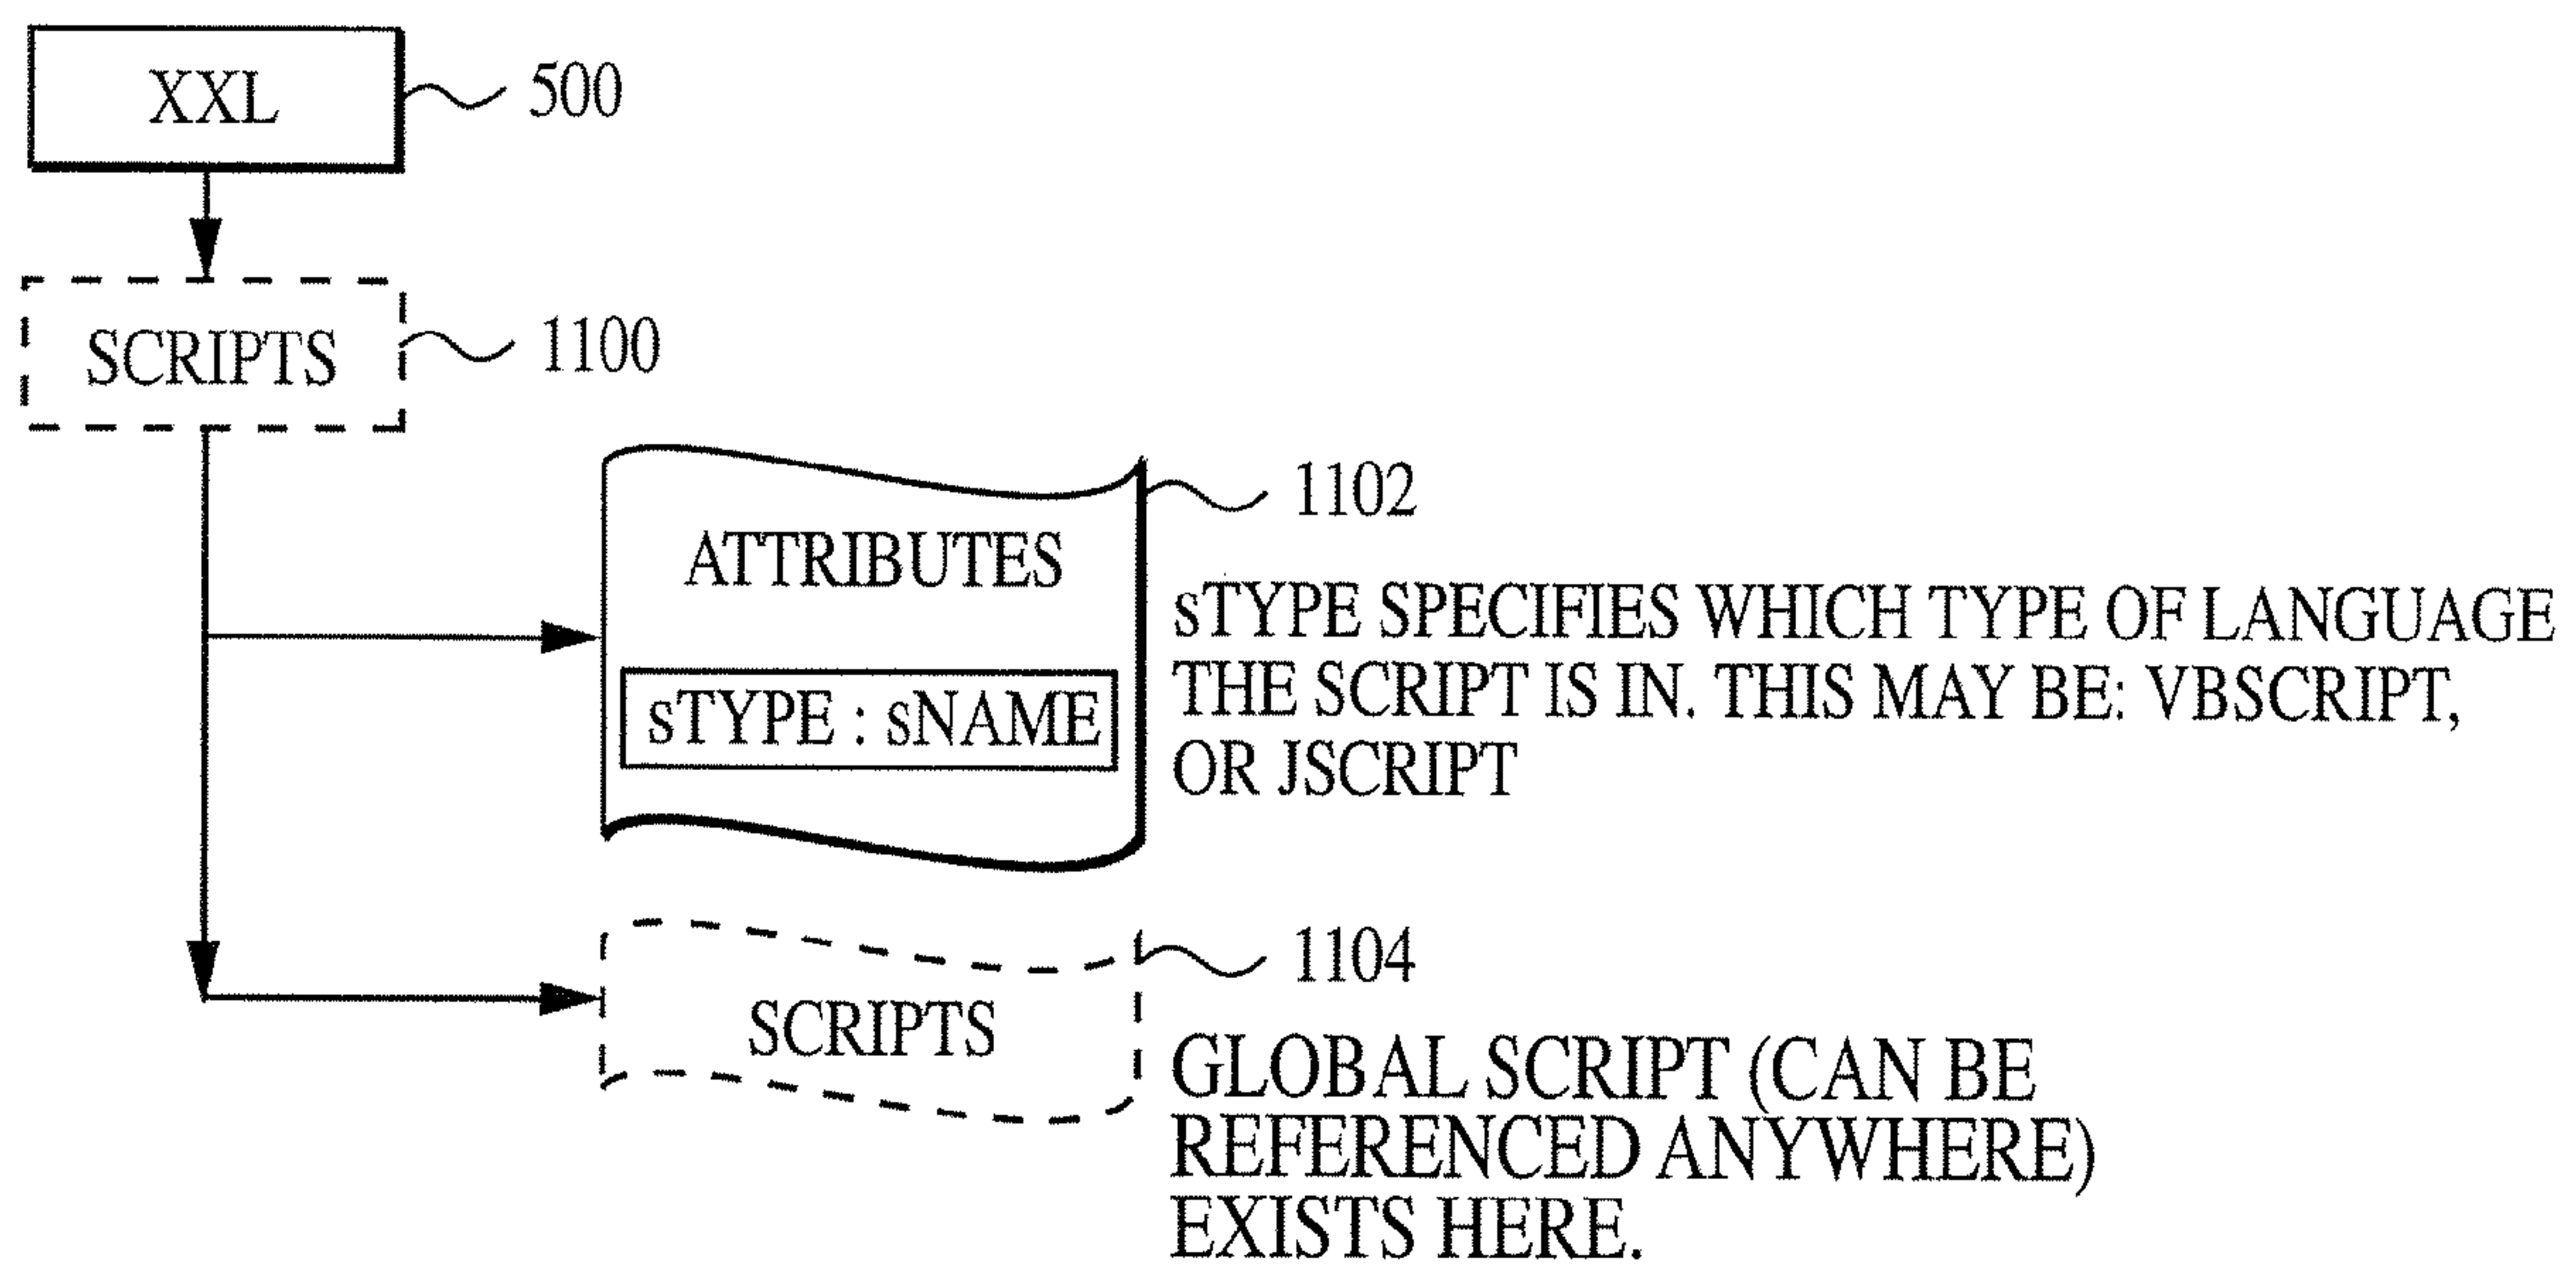 XXL
500
SCRIPTS
1100
1102
ATTRIBUTES
sTYPE : sNAME
sTYPE SPECIFIES WHICH TYPE OF LANGUAGE
THE SCRIPT IS IN. THIS MAY BE: VBSCRIPT,
OR JSCRIPT
1104
SCRIPTS
GLOBAL SCRIPT (CAN BE
REFERENCED ANYWHERE)
EXISTS HERE.